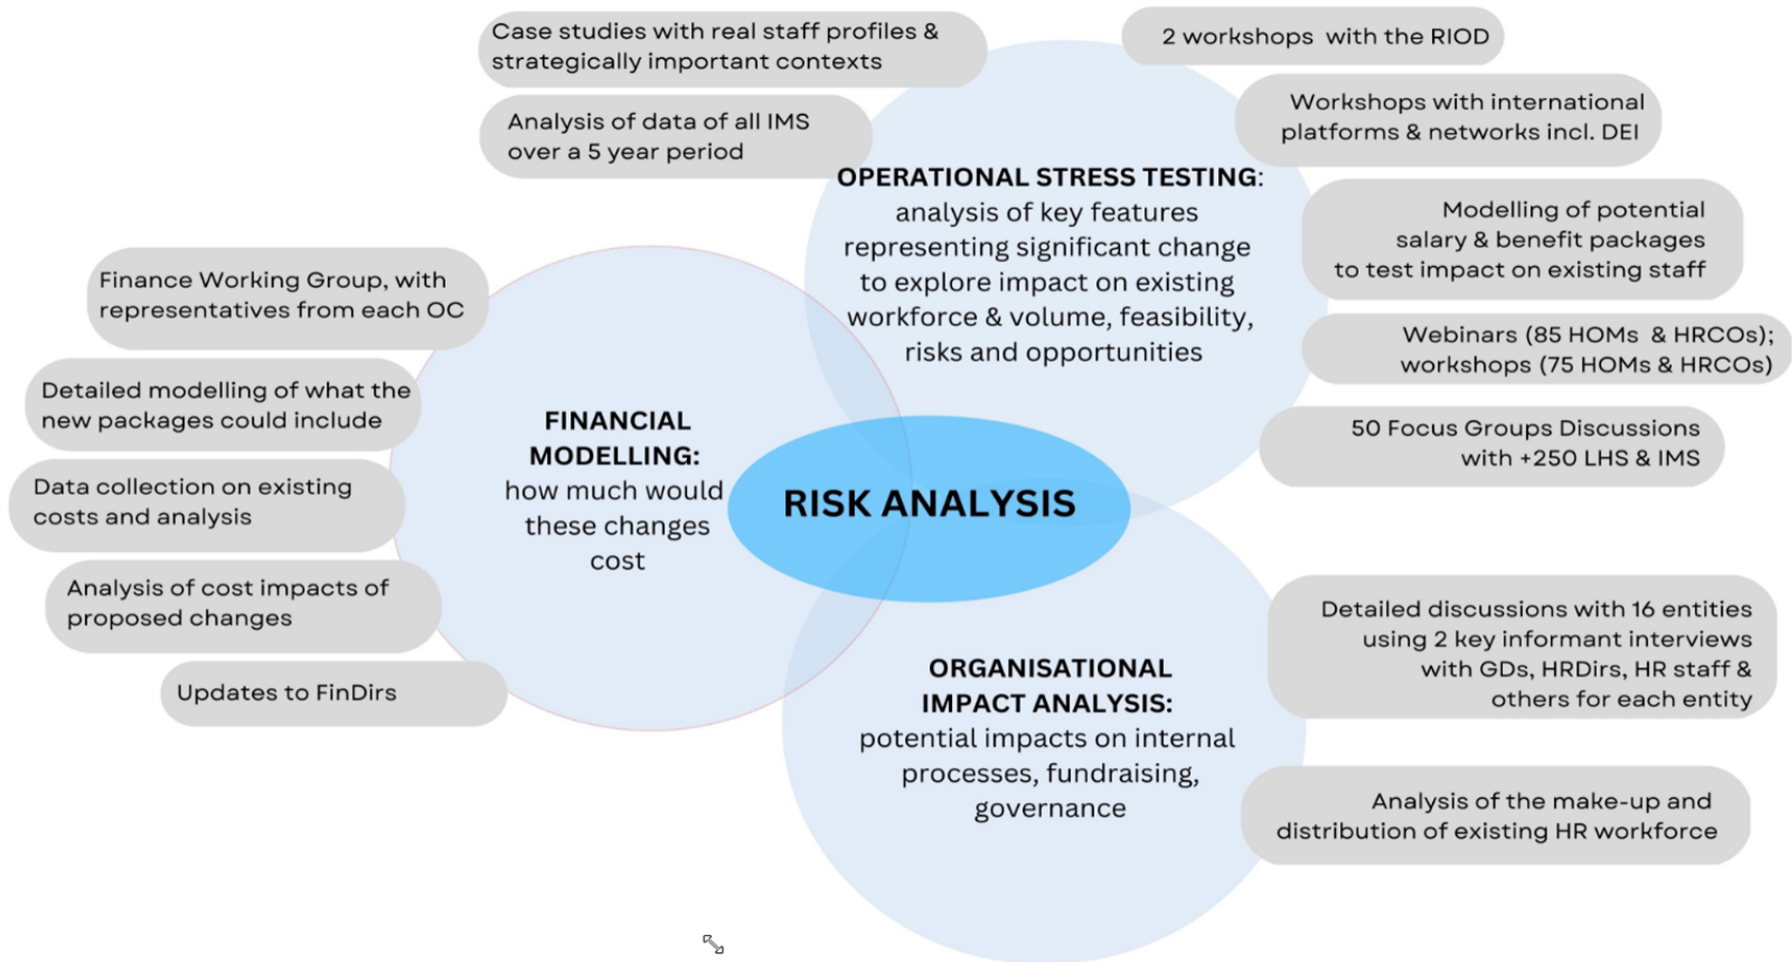 Case studies with real staff profiles &
strategically important contexts
Analysis of data of all IMS
over a 5 year period
2 workshops with the RIOD
Workshops with international
platforms & networks incl. DEI
Modelling of potential
salary & benefit packages
to test impact on existing staff
Webinars (85 HOMs & HRCOs);
workshops (75 HOMs & HRCOs)
50 Focus Groups Discussions
with +250 LHS & IMS
OPERATIONAL STRESS TESTING:
analysis of key features
representing significant change
to explore impact on existing
workforce & volume, feasibility,
risks and opportunities
Finance Working Group, with
representatives from each OC
Detailed modelling of what the
new packages could include
Data collection on existing
costs and analysis
Analysis of cost impacts of
proposed changes
Updates to FinDirs
FINANCIAL
MODELLING:
how much would
these changes
cost
RISK ANALYSIS
ORGANISATIONAL
IMPACT ANALYSIS:
potential impacts on internal
processes, fundraising,
governance
Detailed discussions with 16 entities
using 2 key informant interviews
with GDs, HRDirs, HR staff &
others for each entity
Analysis of the make-up and
distribution of existing HR workforce